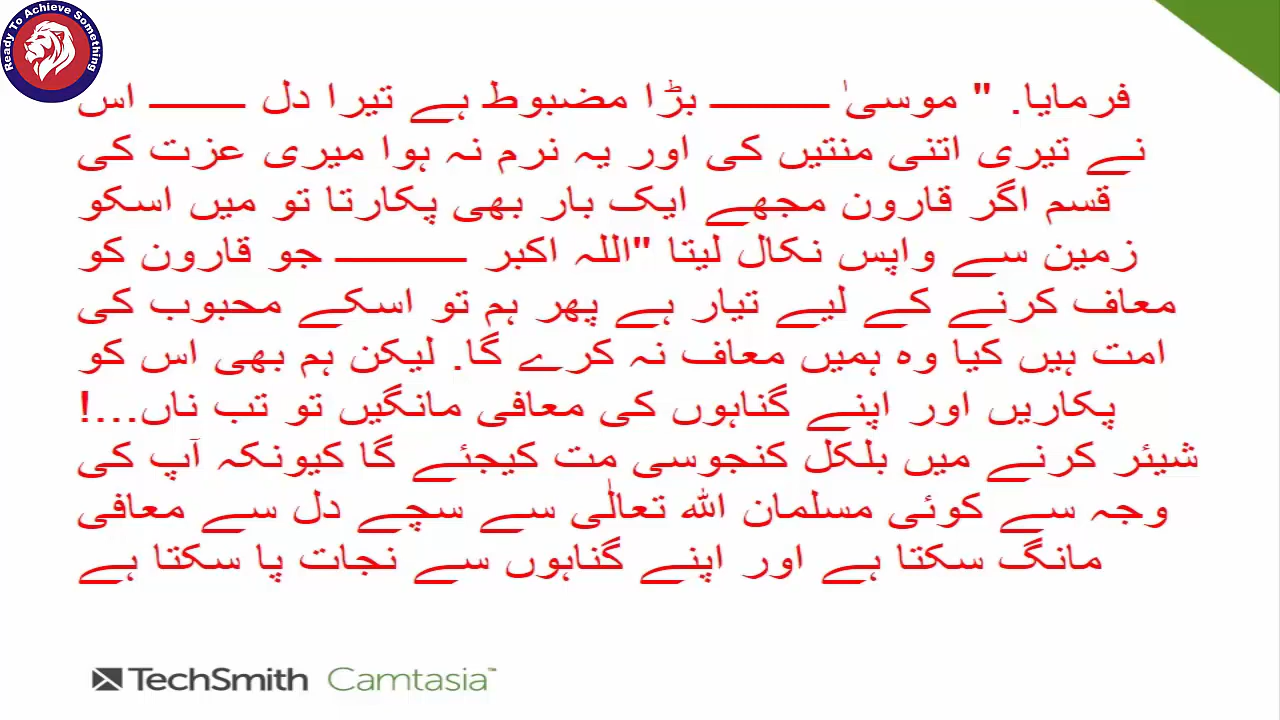 Ready To Achieve Something
فرمایا. " موسیٰ ـــــــــــ بڑا مضبوط ہے تیرا دل ـــــــــ اس
نے تیری اتنی منتیں کی اور یہ نرم نہ ہوا میری عزت کی
قسم اگر قارون مجھے ایک بار بھی پکارتا تو میں اسکو
زمین سے واپس نکال لیتا "اللہ اکبر ــــــــــــ جو قارون کو
معاف کرنے کے لیے تیار ہے پھر ہم تو اسکے محبوب کی
امت ہیں کیا وہ ہمیں معاف نہ کرے گا. لیکن ہم بھی اس کو
پکاریں اور اپنے گناہوں کی معافی مانگیں تو تب ناں...!
شیئر کرنے میں بلکل کنجوسی مت کیجئے گا کیونکہ آپ کی
وجہ سے کوئی مسلمان اللہ تعالٰی سے سچے دل سے معافی
مانگ سکتا ہے اور اپنے گناہوں سے نجات پا سکتا ہے
TechSmith Camtasia™